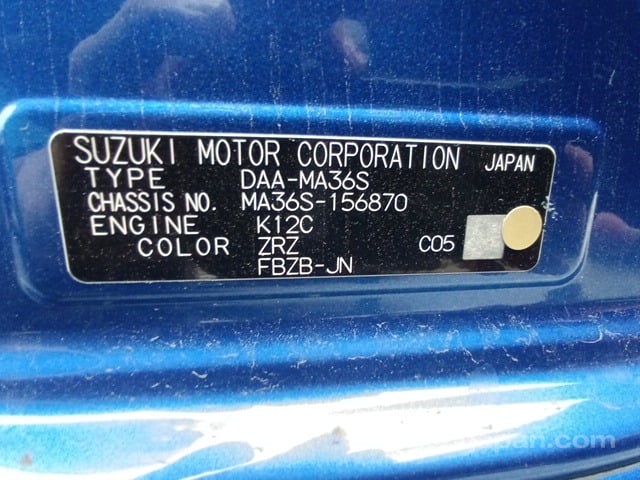 SUZUKI MOTOR CORPORATION JAPAN
TYPE DAA-MA36S
CHASSIS NO. MA36S-156870
ENGINE K12C
COLOR ZRZ C05
FBZB-JN